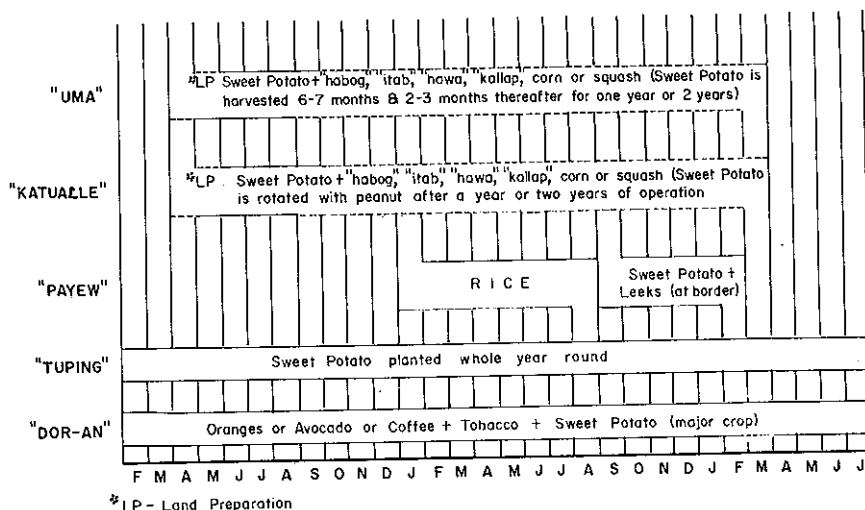 "UMA"
*LP Sweet Potato + "habog," "itab," "hawa," "kallap," corn or squash (Sweet Potato is
harvested 6-7 months & 2-3 months thereafter for one year or 2 years)
"KATUALLE"
*LP Sweet Potato + "habog," "itab," "hawa," "kallap," corn or squash (Sweet Potato
is rotated with peanut after a year or two years of operation
"PAYEW"
RICE
Sweet Potato +
Leeks (at border)
"TUPING"
Sweet Potato planted whole year round
"DOR-AN"
Oranges or Avocado or Coffee + Tobacco + Sweet Potato (major crop)
F M A M J J A S O N D J F M A M J J A S O N D J F M A M J J
*LP - Land Preparation